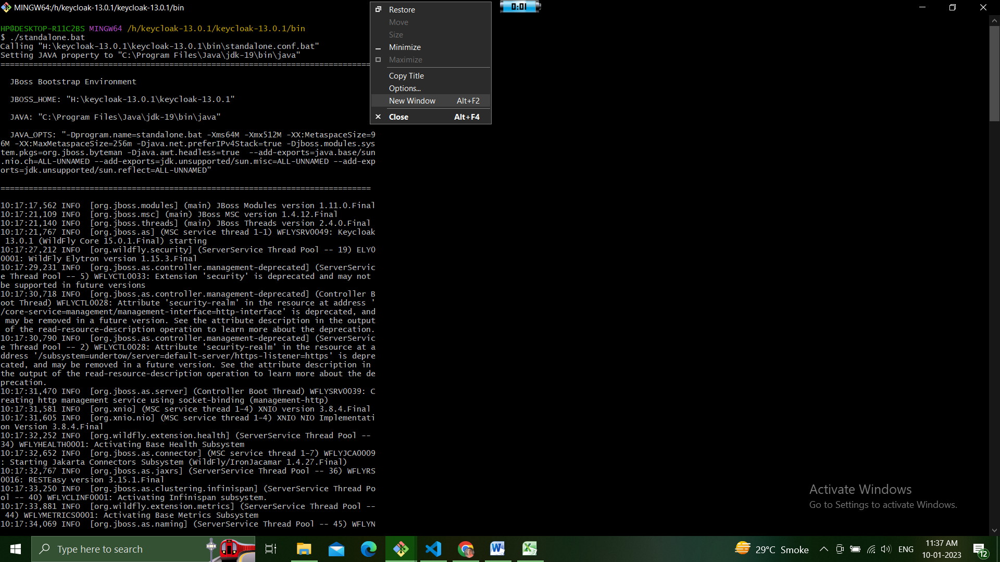 MINGW64:/h/keycloak-13.0.1/keycloak-13.0.1/bin
HP@DESKTOP-R11C2BS MINGW64 /h/keycloak-13.0.1/keycloak-13.0.1/bin
$ ./standalone.bat
Calling "H:\keycloak-13.0.1\keycloak-13.0.1\bin\standalone.conf.bat"
Setting JAVA property to "C:\Program Files\Java\jdk-19\bin\java"
===============================================================================
JBoss Bootstrap Environment
JBOSS_HOME: "H:\keycloak-13.0.1\keycloak-13.0.1"
JAVA: "C:\Program Files\Java\jdk-19\bin\java"
JAVA_OPTS: "-Dprogram.name=standalone.bat -Xms64M -Xmx512M -XX:MetaspaceSize=9
6M -XX:MaxMetaspaceSize=256m -Djava.net.preferIPv4Stack=true -Djboss.modules.sys
tem.pkgs=org.jboss.byteman -Djava.awt.headless=true  --add-exports=java.base/sun
.nio.ch=ALL-UNNAMED --add-exports=jdk.unsupported/sun.misc=ALL-UNNAMED --add-exp
orts=jdk.unsupported/sun.reflect=ALL-UNNAMED"
===============================================================================
10:17:17,562 INFO  [org.jboss.modules] (main) JBoss Modules version 1.11.0.Final
10:17:21,109 INFO  [org.jboss.msc] (main) JBoss MSC version 1.4.12.Final
10:17:21,140 INFO  [org.jboss.threads] (main) JBoss Threads version 2.4.0.Final
10:17:21,767 INFO  [org.jboss.as] (MSC service thread 1-1) WFLYSRV0049: Keycloak
13.0.1 (WildFly Core 15.0.1.Final) starting
10:17:27,212 INFO  [org.wildfly.security] (ServerService Thread Pool -- 19) ELY0
0001: WildFly Elytron version 1.15.3.Final
10:17:29,231 INFO  [org.jboss.as.controller.management-deprecated] (ServerServic
e Thread Pool -- 5) WFLYCTL0033: Extension 'security' is deprecated and may not
be supported in future versions
10:17:30,718 INFO  [org.jboss.as.controller.management-deprecated] (Controller B
oot Thread) WFLYCTL0028: Attribute 'security-realm' in the resource at address '
/core-service=management/management-interface=http-interface' is deprecated, and
may be removed in a future version. See the attribute description in the output
of the read-resource-description operation to learn more about the deprecation.
10:17:30,790 INFO  [org.jboss.as.controller.management-deprecated] (ServerServic
e Thread Pool -- 2) WFLYCTL0028: Attribute 'security-realm' in the resource at a
ddress '/subsystem=undertow/server=default-server/https-listener=https' is depre
cated, and may be removed in a future version. See the attribute description in
the output of the read-resource-description operation to learn more about the de
precation.
10:17:31,470 INFO  [org.jboss.as.server] (Controller Boot Thread) WFLYSRV0039: C
reating http management service using socket-binding (management-http)
10:17:31,581 INFO  [org.xnio] (MSC service thread 1-4) XNIO version 3.8.4.Final
10:17:31,605 INFO  [org.xnio.nio] (MSC service thread 1-4) XNIO NIO Implementati
on Version 3.8.4.Final
10:17:32,252 INFO  [org.wildfly.extension.health] (ServerService Thread Pool --
34) WFLYHEALTH0001: Activating Base Health Subsystem
10:17:32,652 INFO  [org.jboss.as.connector] (MSC service thread 1-7) WFLYJCA0009
: Starting Jakarta Connectors Subsystem (WildFly/IronJacamar 1.4.27.Final)
10:17:32,767 INFO  [org.jboss.as.jaxrs] (ServerService Thread Pool -- 36) WFLYRS
0016: RESTEasy version 3.15.1.Final
10:17:33,250 INFO  [org.jboss.as.clustering.infinispan] (ServerService Thread Po
ol -- 40) WFLYCLINF0001: Activating Infinispan subsystem.
10:17:33,881 INFO  [org.wildfly.extension.metrics] (ServerService Thread Pool --
44) WFLYMETRICS0001: Activating Base Metrics Subsystem
10:17:34,069 INFO  [org.jboss.as.naming] (ServerService Thread Pool -- 45) WFLYN
Restore
Move
Size
Minimize
Maximize
Copy Title
Options...
New Window Alt+F2
Close Alt+F4
0:01
Activate Windows
Go to Settings to activate Windows.
Type here to search
29°C Smoke
ENG
11:37 AM
10-01-2023
12